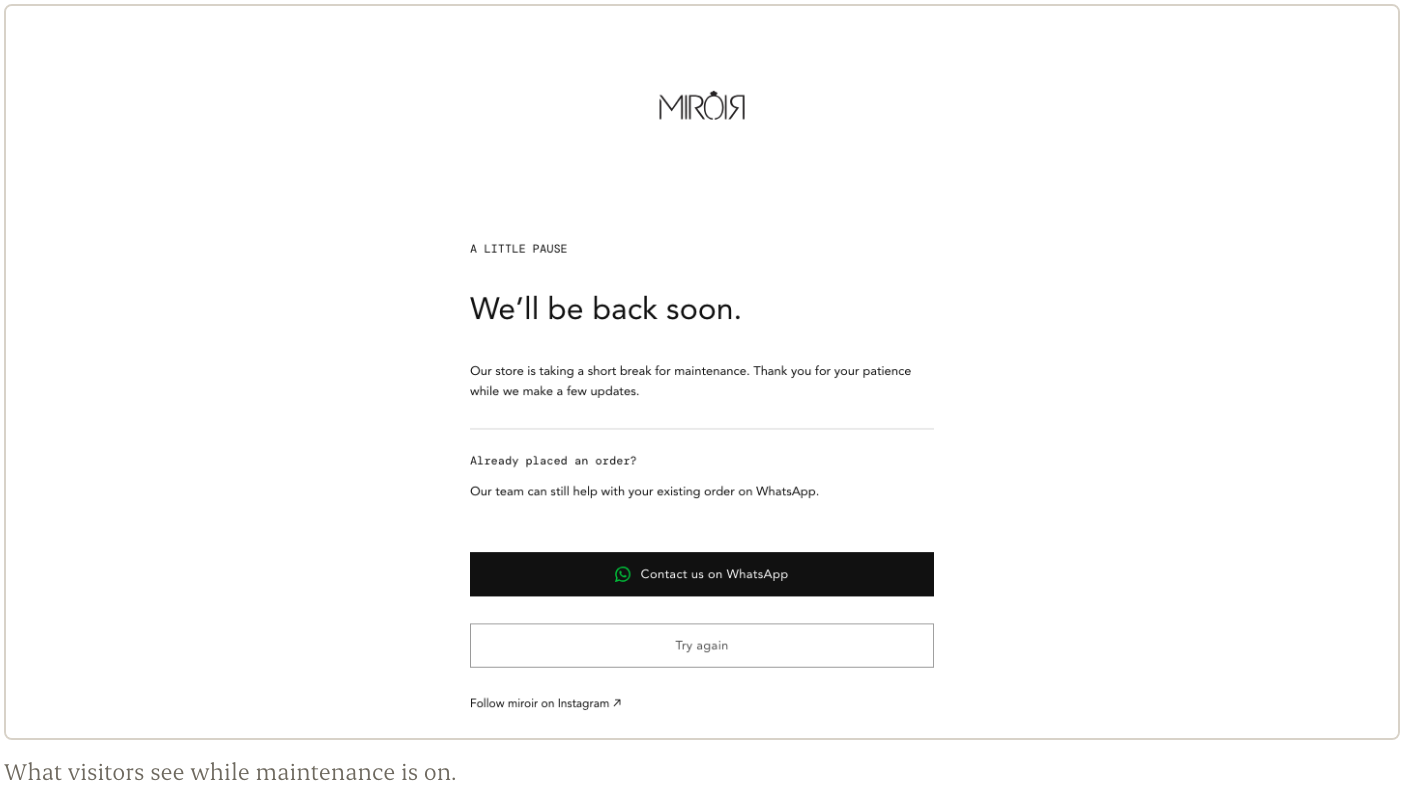 MIROIR
A LITTLE PAUSE
We’ll be back soon.
Our store is taking a short break for maintenance. Thank you for your patience
while we make a few updates.
Already placed an order?
Our team can still help with your existing order on WhatsApp.
Contact us on WhatsApp
Try again
Follow miroir on Instagram ↗
What visitors see while maintenance is on.